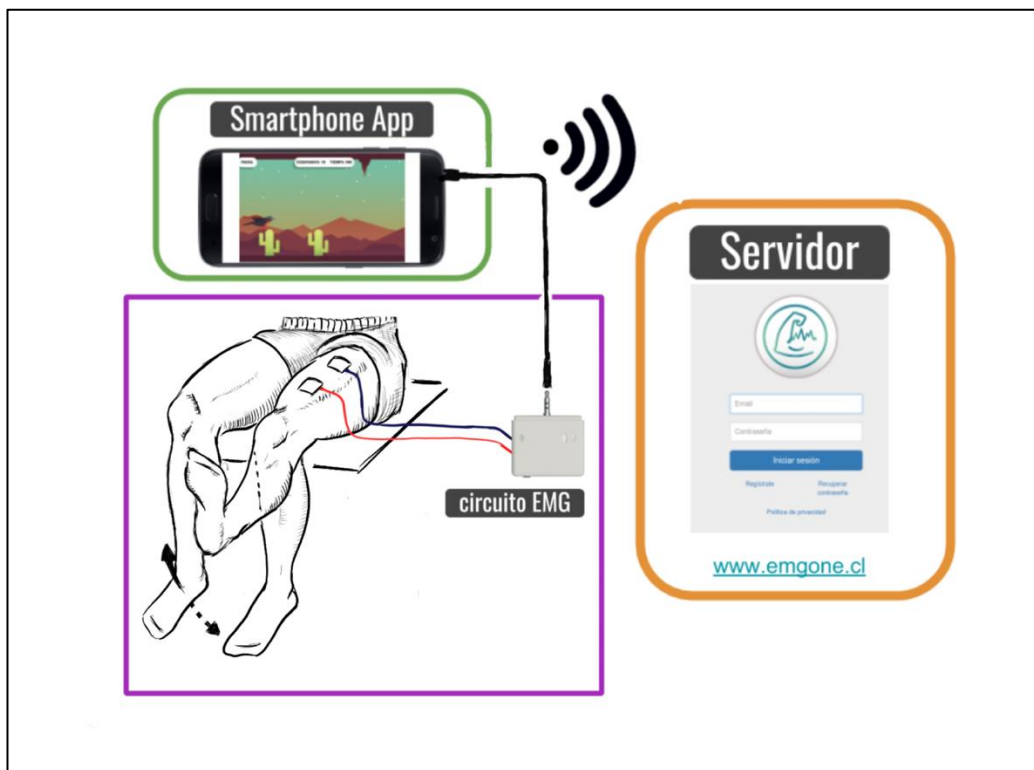 Smartphone App
Servidor
Email
Contraseña
Iniciar sesión
Regístrate
Recuperar
contraseña
Política de privacidad
circuito EMG
www.emgone.cl